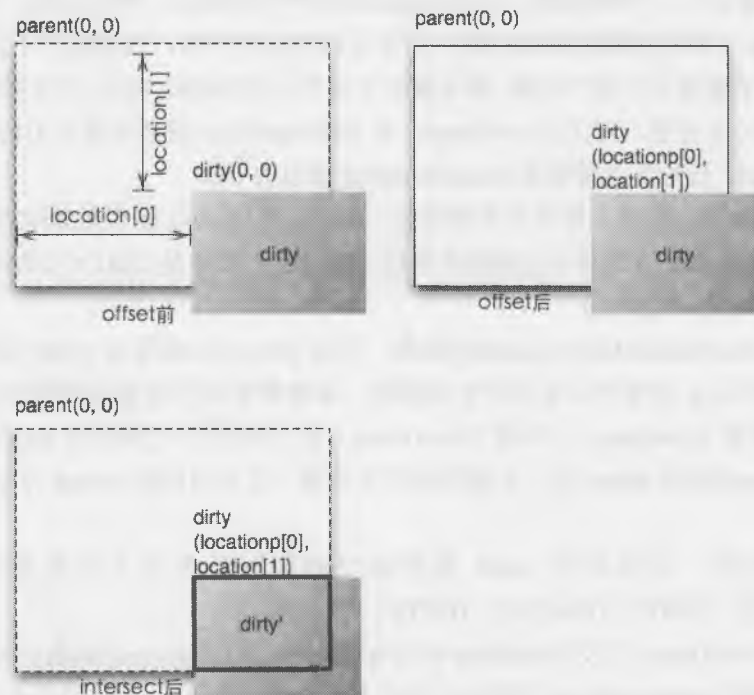 parent(0, 0)
location[1]
dirty(0, 0)
location[0]
dirty
offset前
parent(0, 0)
dirty
(locationp[0],
location[1])
dirty
offset后
parent(0, 0)
dirty
(locationp[0],
location[1])
dirty'
intersect后